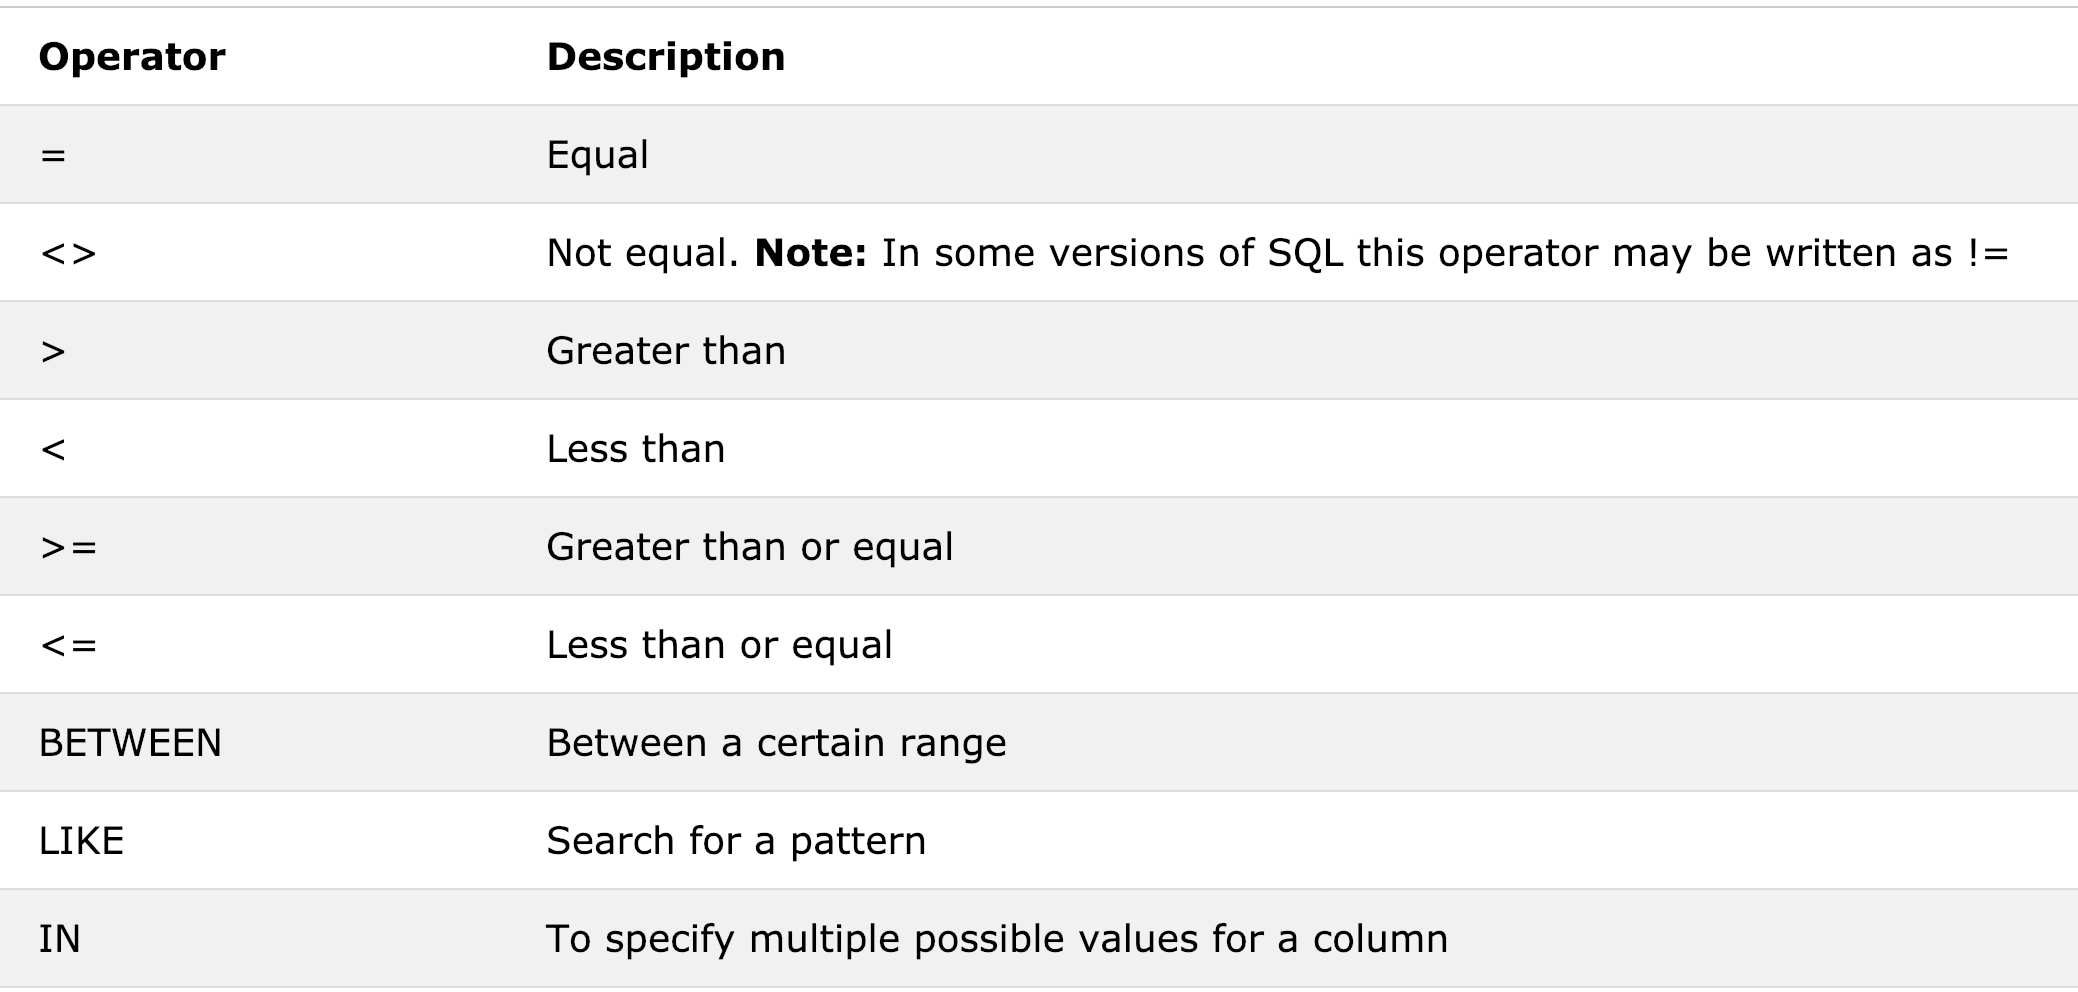 Operator Description
= Equal
<> Not equal. Note: In some versions of SQL this operator may be written as !=
> Greater than
< Less than
>= Greater than or equal
<= Less than or equal
BETWEEN Between a certain range
LIKE Search for a pattern
IN To specify multiple possible values for a column